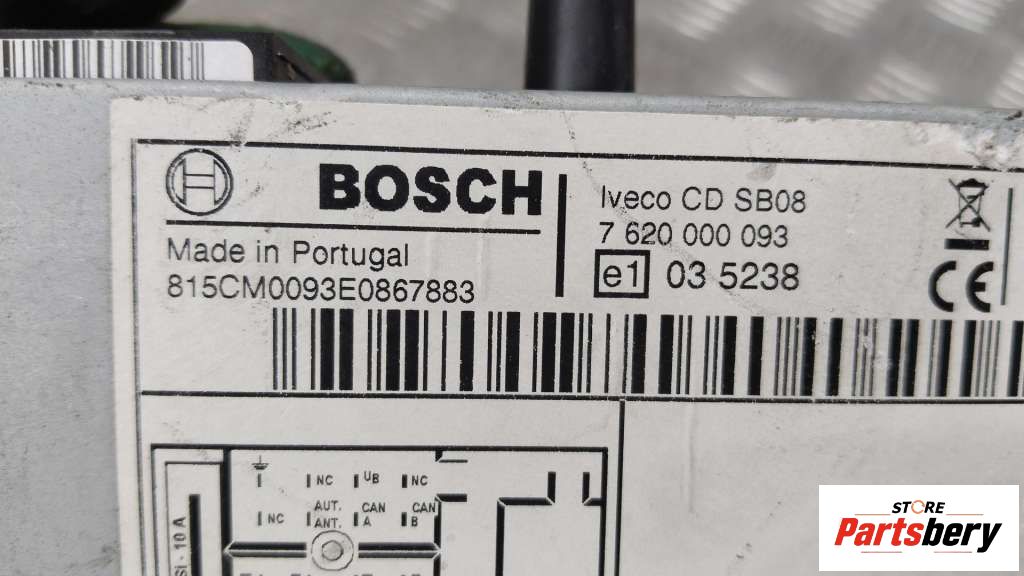 BOSCH
Made in Portugal
815CM0093E0867883
Iveco CD SB08
7 620 000 093
e1 03 5238
CE
NC UB NC
NC AUT. ANT. CAN A CAN B
Si - 10 A
STORE
Partsbery